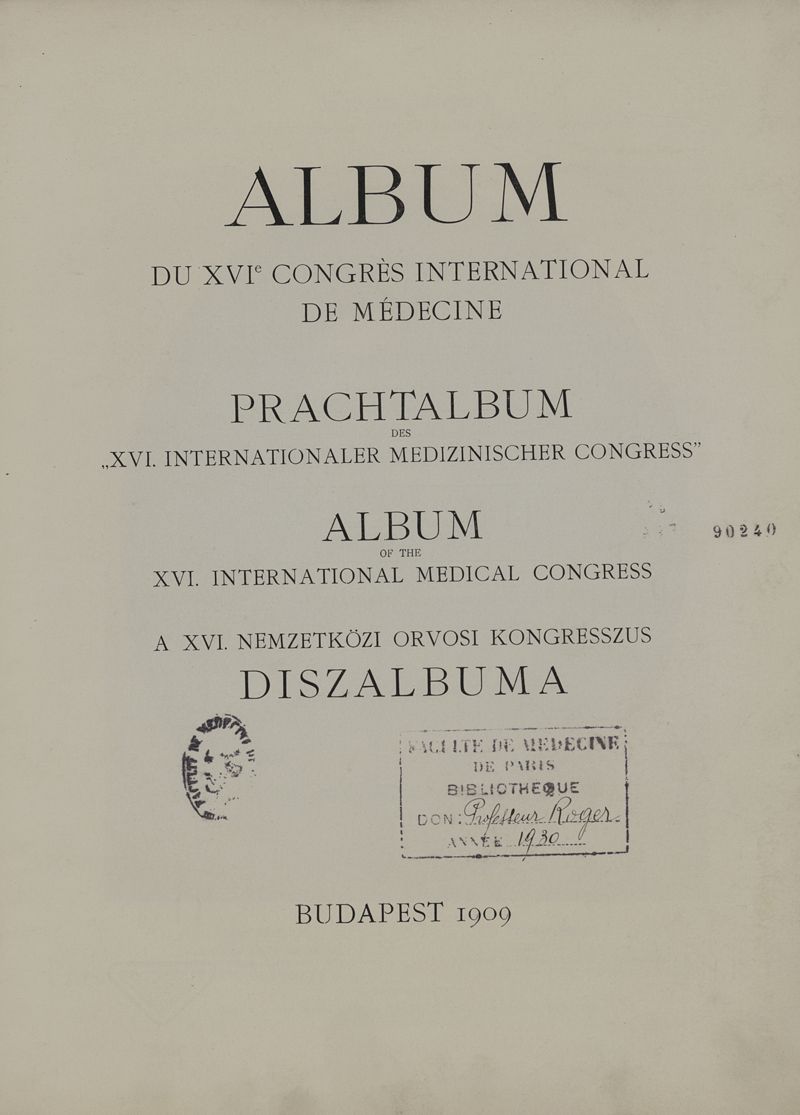 ALBUM
DU XVIe CONGRÈS INTERNATIONAL
DE MÉDECINE
PRACHTALBUM
DES
„XVI. INTERNATIONALER MEDIZINISCHER CONGRESS”
ALBUM
OF THE
90240
XVI. INTERNATIONAL MEDICAL CONGRESS
A XVI. NEMZETKÖZI ORVOSI KONGRESSZUS
DISZALBUMA
FACULTE DE MEDECINE
DE PARIS
BIBLIOTHEQUE
DON: Professeur Roger.
ANNÉE 1930
BUDAPEST 1909